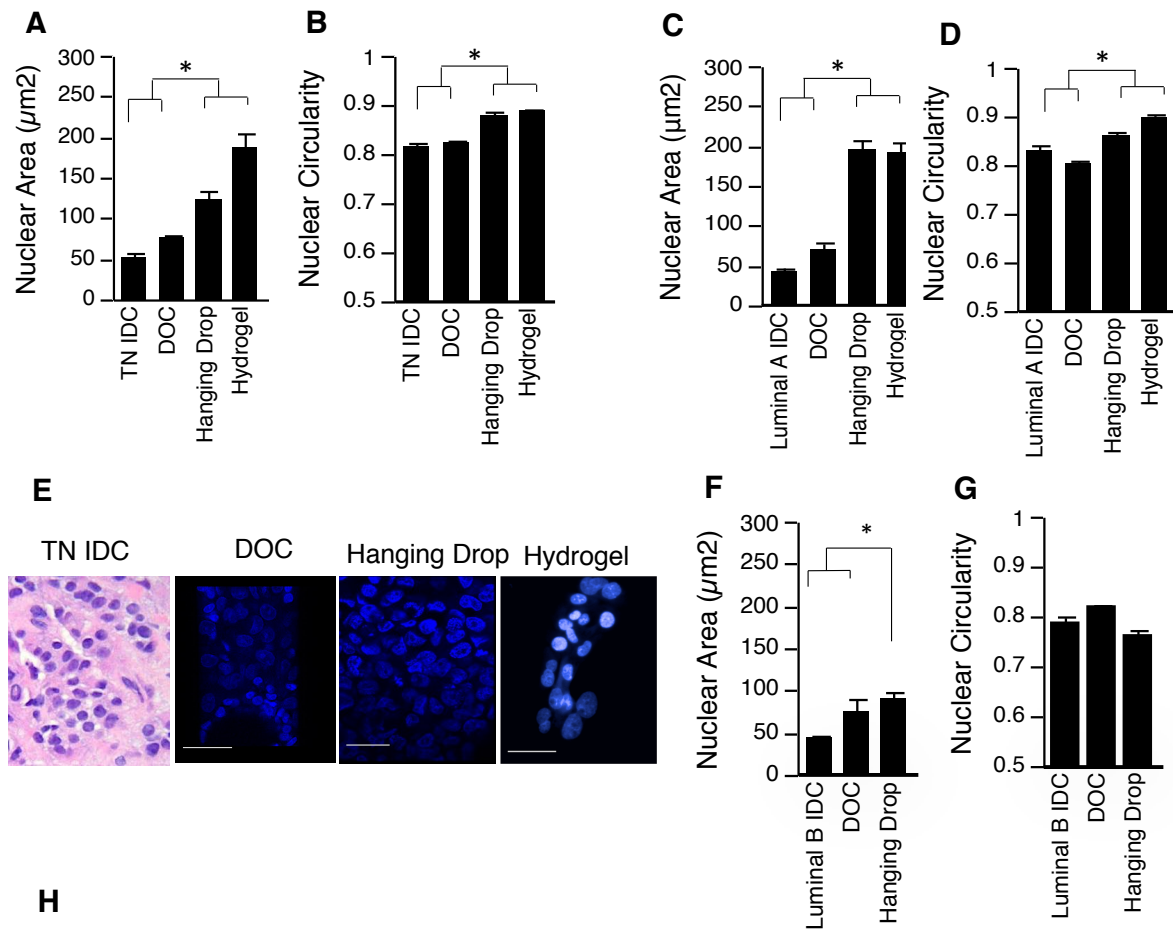 A
Nuclear Area (µm2)
300
250
200
150
100
50
0
*
TN IDC
DOC
Hanging Drop
Hydrogel
B
Nuclear Circularity
1
0.9
0.8
0.7
0.6
0.5
*
TN IDC
DOC
Hanging Drop
Hydrogel
C
Nuclear Area (µm2)
300
250
200
150
100
50
0
*
Luminal A IDC
DOC
Hanging Drop
Hydrogel
D
Nuclear Circularity
1
0.9
0.8
0.7
0.6
0.5
*
Luminal A IDC
DOC
Hanging Drop
Hydrogel
E
TN IDC
DOC
Hanging Drop
Hydrogel
F
Nuclear Area (µm2)
300
250
200
150
100
50
0
*
Luminal B IDC
DOC
Hanging Drop
G
Nuclear Circularity
1
0.9
0.8
0.7
0.6
0.5
Luminal B IDC
DOC
Hanging Drop
H